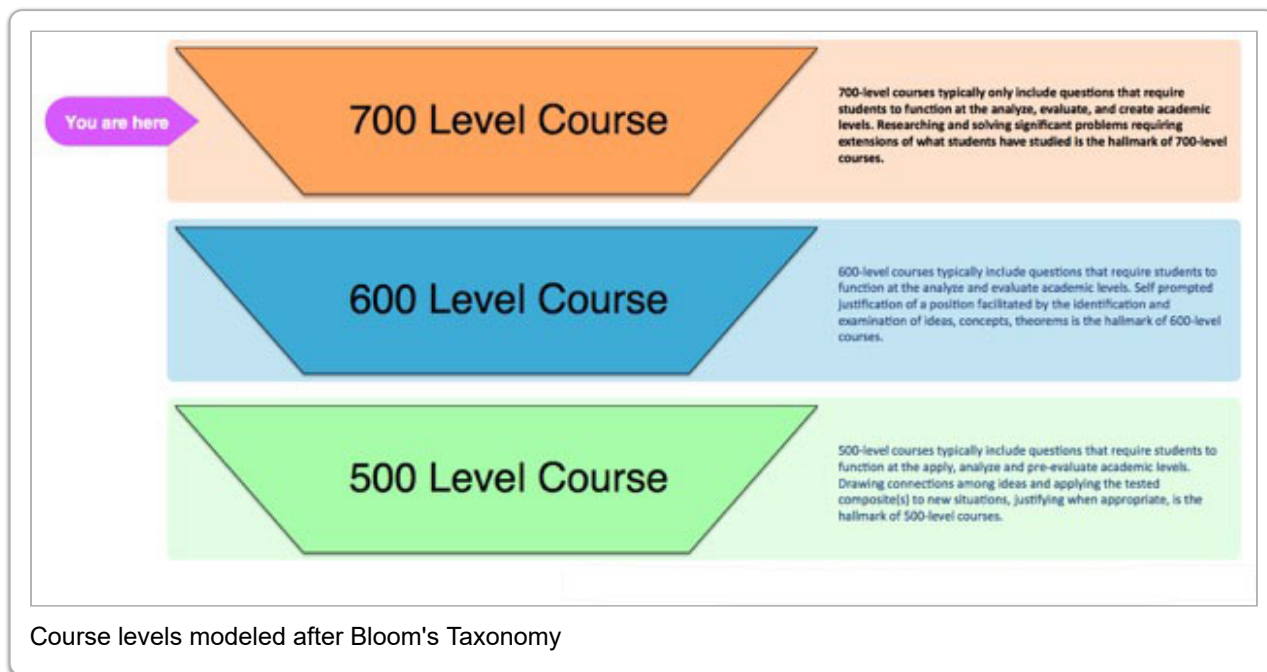 You are here
700 Level Course
700-level courses typically only include questions that require
students to function at the analyze, evaluate, and create academic
levels. Researching and solving significant problems requiring
extensions of what students have studied is the hallmark of 700-level
courses.
600 Level Course
600-level courses typically include questions that require students to
function at the analyze and evaluate academic levels. Self prompted
justification of a position facilitated by the identification and
examination of ideas, concepts, theorems is the hallmark of 600-level
courses.
500 Level Course
500-level courses typically include questions that require students to
function at the apply, analyze and pre-evaluate academic levels.
Drawing connections among ideas and applying the tested
composite(s) to new situations, justifying when appropriate, is the
hallmark of 500-level courses.
Course levels modeled after Bloom's Taxonomy